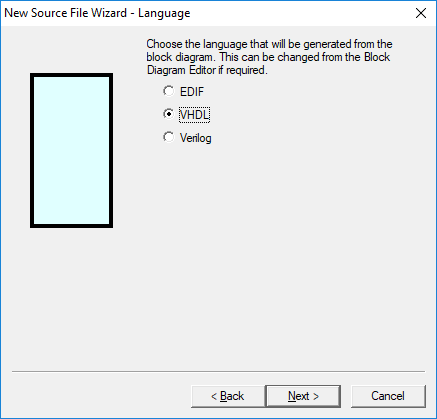 New Source File Wizard - Language
Choose the language that will be generated from the
block diagram. This can be changed from the Block
Diagram Editor if required.
EDIF
VHDL
Verilog
< Back
Next >
Cancel